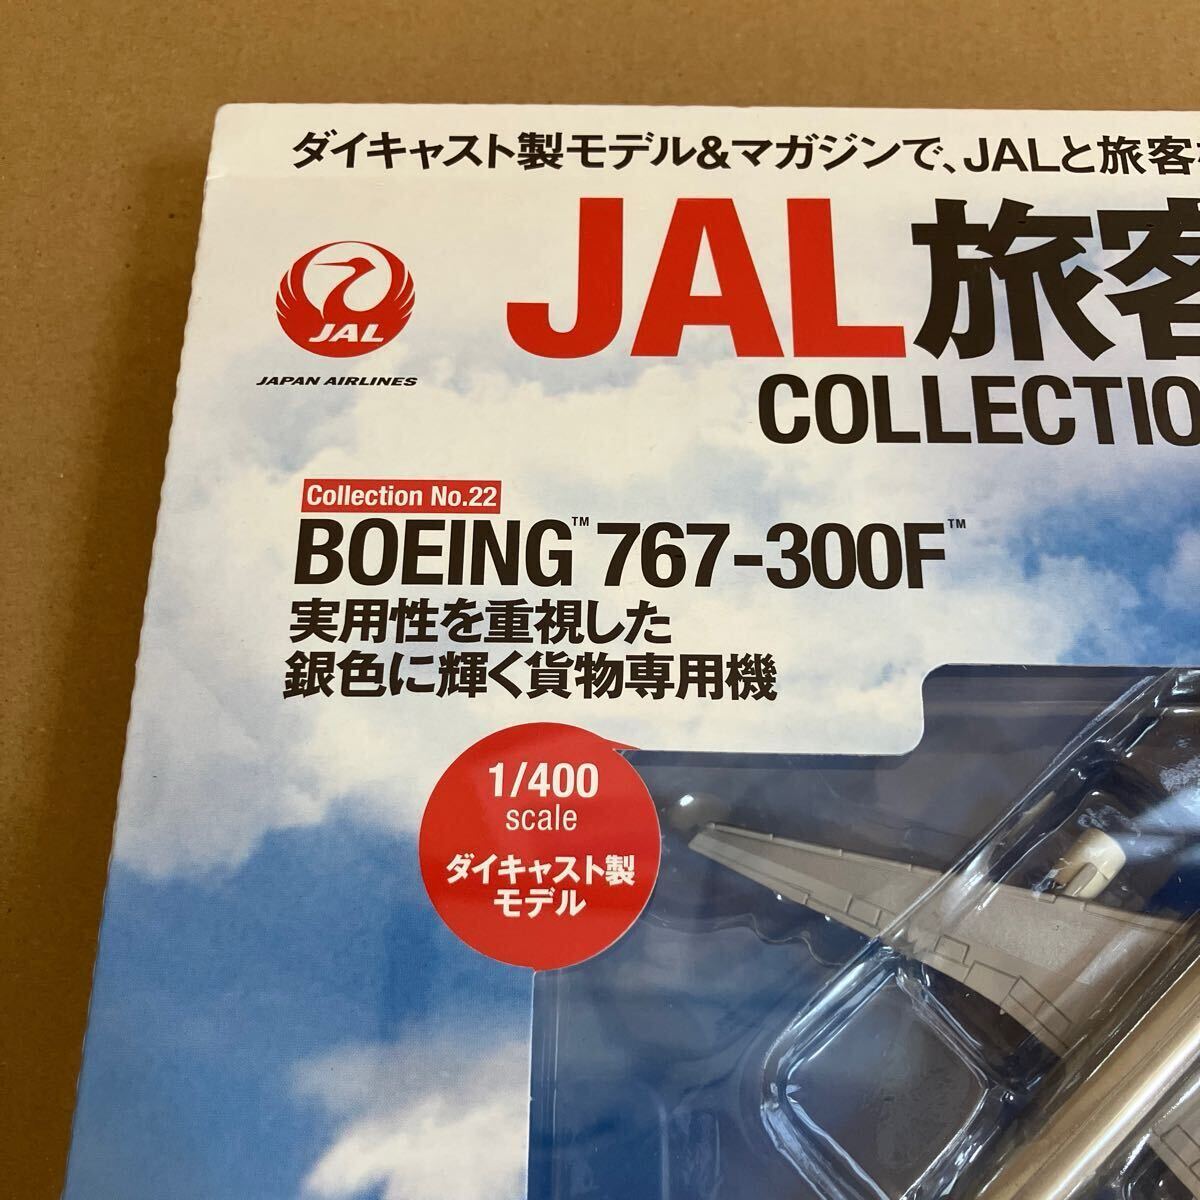 ダイキャスト製モデル&マガジンで、JALと旅客
JAL旅客
COLLECTIO
JAL
JAPAN AIRLINES
Collection No.22
BOEING™ 767-300F™
実用性を重視した
銀色に輝く貨物専用機
1/400
scale
ダイキャスト製
モデル